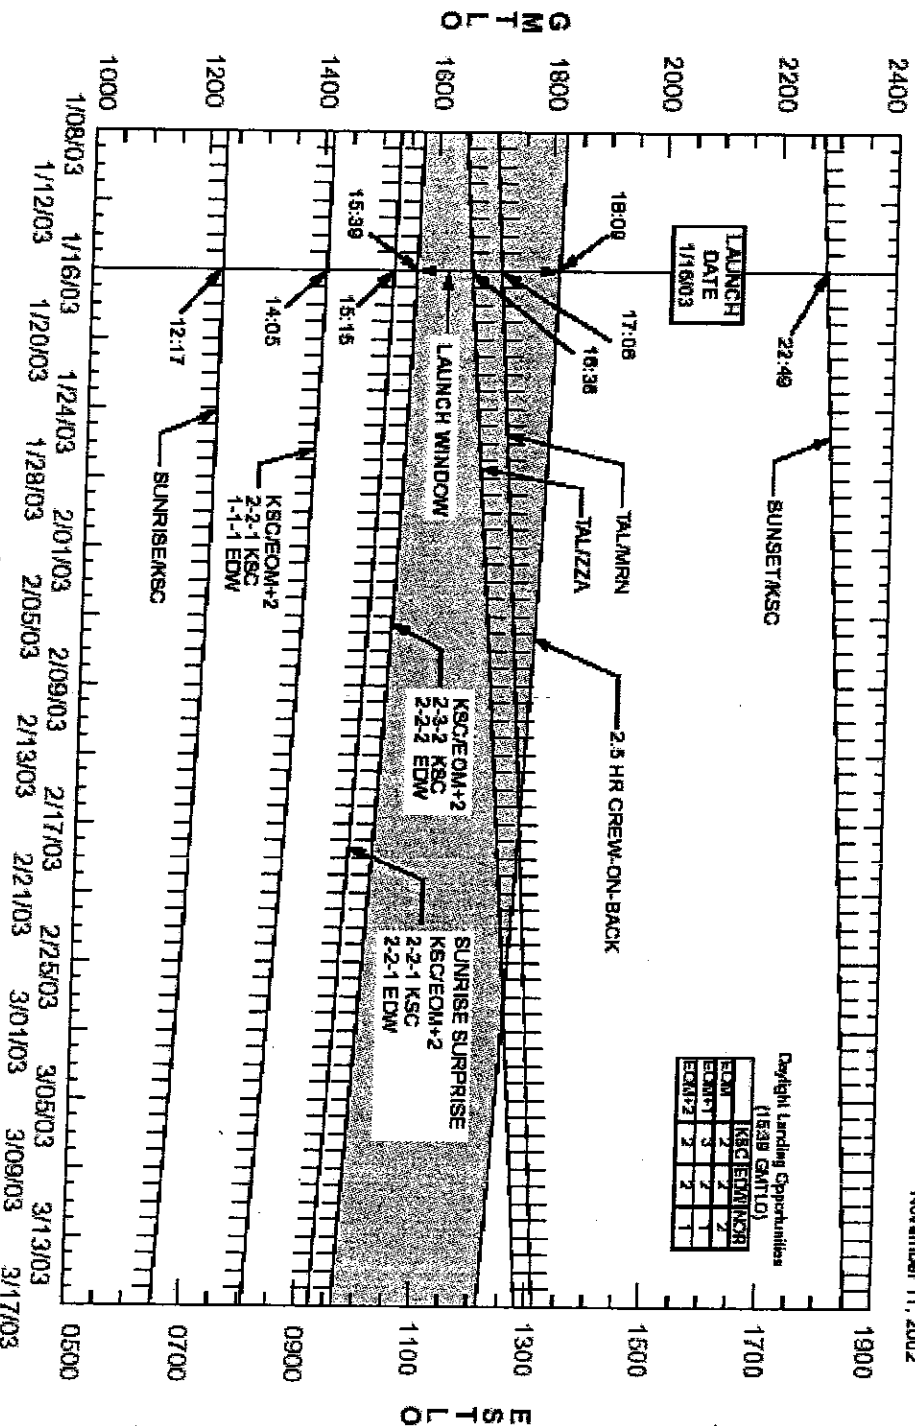 November 11, 2002
G M T L O
2400
2200
2000
1800
1600
1400
1200
1000
LAUNCH
DATE
1/16/03
22:49
SUNSET/KSC
Daylight Landing Opportunities
(15:39 GMTLO)
KSC EDW NOR
EOM 2 2 2
EOM+1 3 2 1
EOM+2 2 2 1
18:09
17:06
16:36
TAL/MRN
TAL/ZZA
2.5 HR CREW-ON-BACK
LAUNCH WINDOW
15:39
15:15
14:05
12:17
KSC/EOM+2
2-3-2 KSC
2-2-2 EDW
SUNRISE SURPRISE
KSC/EOM+2
2-2-1 KSC
2-2-1 EDW
KSC/EOM+2
2-2-1 KSC
1-1-1 EDW
SUNRISE/KSC
1900
1700
1500
1300
1100
0900
0700
0500
E S T L O
1/08/03
1/12/03
1/16/03
1/20/03
1/24/03
1/28/03
2/01/03
2/05/03
2/09/03
2/13/03
2/17/03
2/21/03
2/25/03
3/01/03
3/05/03
3/09/03
3/13/03
3/17/03